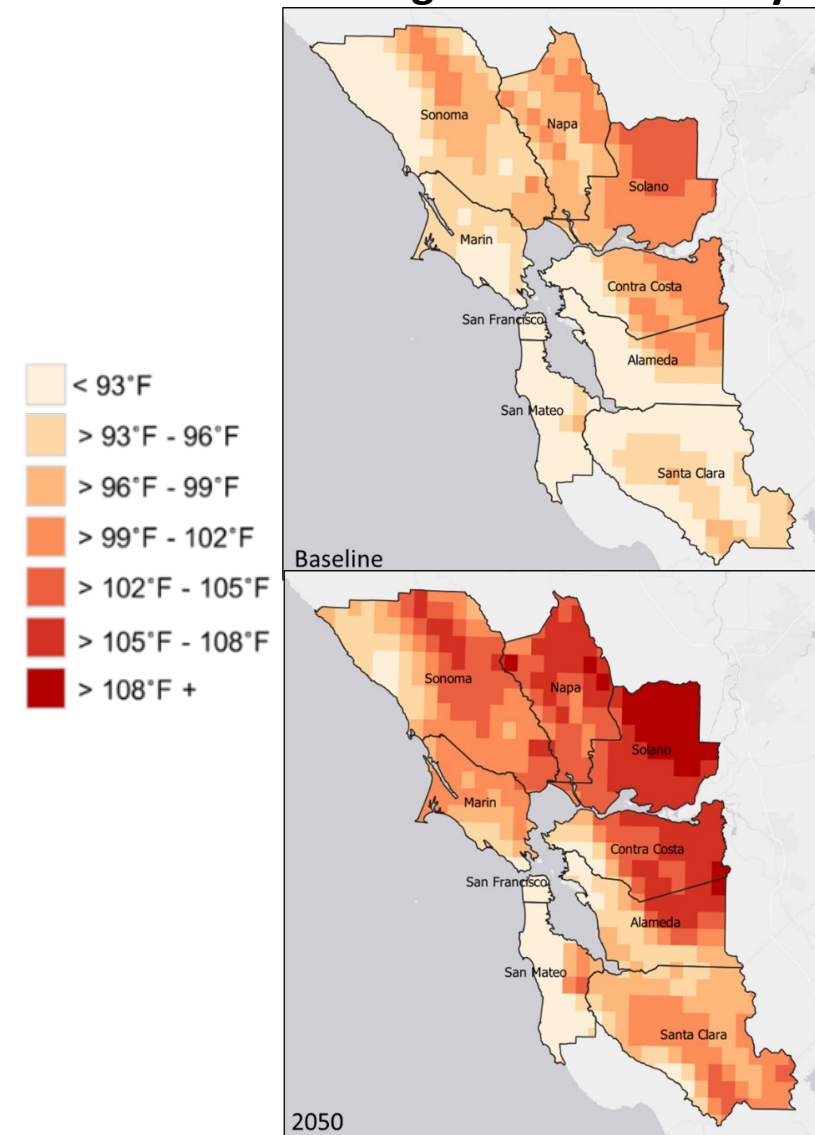 < 93°F
> 93°F - 96°F
> 96°F - 99°F
> 99°F - 102°F
> 102°F - 105°F
> 105°F - 108°F
> 108°F +
Sonoma
Napa
Solano
Marin
Contra Costa
San Francisco
Alameda
San Mateo
Santa Clara
Baseline
Sonoma
Napa
Solano
Marin
Contra Costa
San Francisco
Alameda
San Mateo
Santa Clara
2050